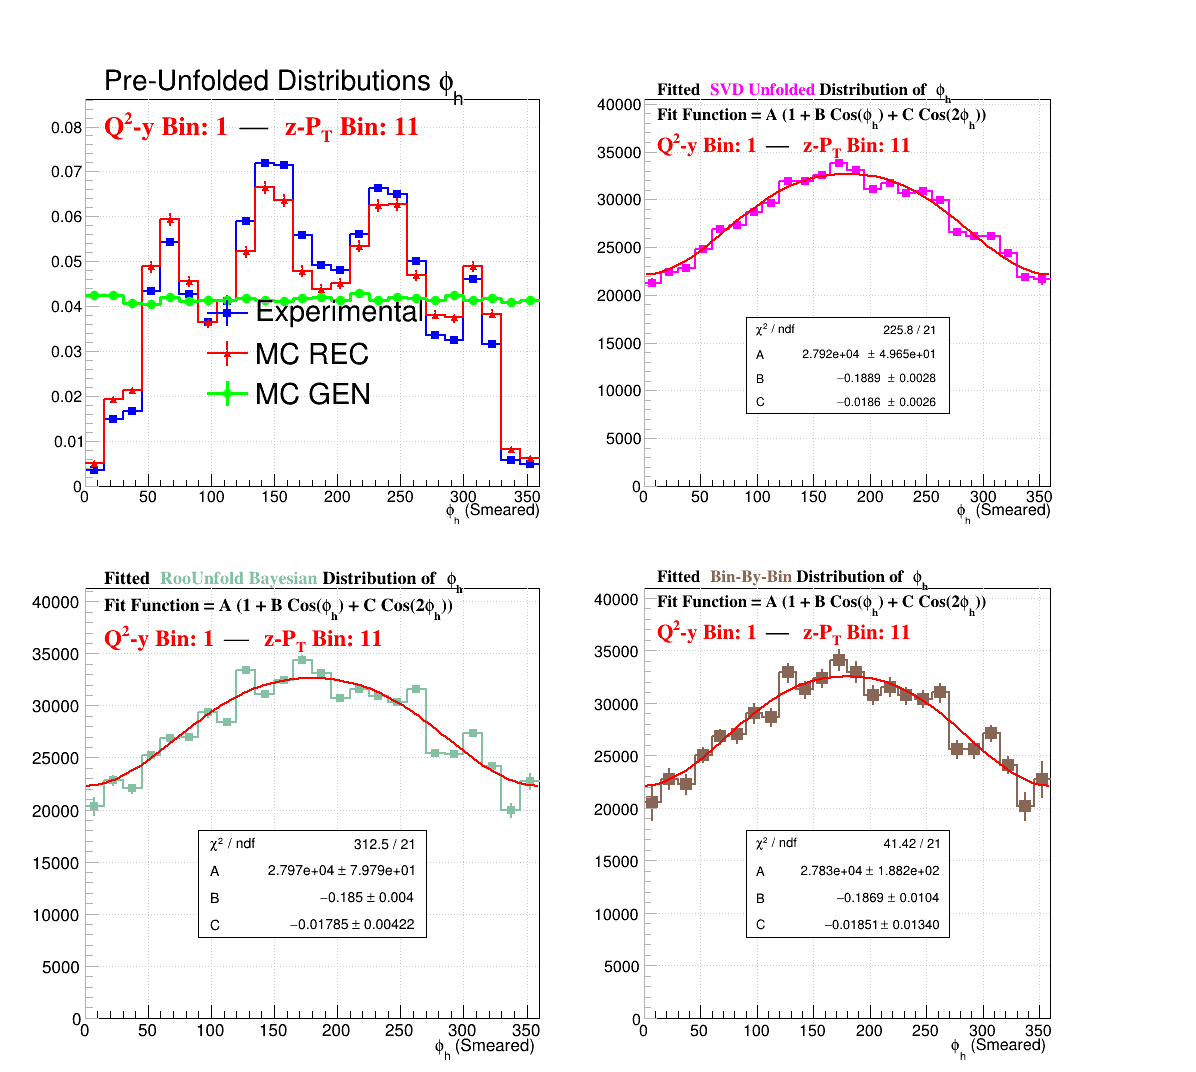 Pre-Unfolded Distributions ϕh
Q²-y Bin: 1 — z-PT Bin: 11
0.08
0.07
0.06
0.05
0.04
0.03
0.02
0.01
0
Experimental
MC REC
MC GEN
0 50 100 150 200 250 300 350
ϕh (Smeared)
Fitted SVD Unfolded Distribution of ϕh
Fit Function = A (1 + B Cos(ϕh) + C Cos(2ϕh))
Q²-y Bin: 1 — z-PT Bin: 11
40000
35000
30000
25000
20000
15000
10000
5000
0
χ² / ndf 225.8 / 21
A 2.792e+04 ± 4.965e+01
B −0.1889 ± 0.0028
C −0.0186 ± 0.0026
0 50 100 150 200 250 300 350
ϕh (Smeared)
Fitted RooUnfold Bayesian Distribution of ϕh
Fit Function = A (1 + B Cos(ϕh) + C Cos(2ϕh))
Q²-y Bin: 1 — z-PT Bin: 11
40000
35000
30000
25000
20000
15000
10000
5000
0
χ² / ndf 312.5 / 21
A 2.797e+04 ± 7.979e+01
B −0.185 ± 0.004
C −0.01785 ± 0.00422
0 50 100 150 200 250 300 350
ϕh (Smeared)
Fitted Bin-By-Bin Distribution of ϕh
Fit Function = A (1 + B Cos(ϕh) + C Cos(2ϕh))
Q²-y Bin: 1 — z-PT Bin: 11
40000
35000
30000
25000
20000
15000
10000
5000
0
χ² / ndf 41.42 / 21
A 2.783e+04 ± 1.882e+02
B −0.1869 ± 0.0104
C −0.01851 ± 0.01340
0 50 100 150 200 250 300 350
ϕh (Smeared)